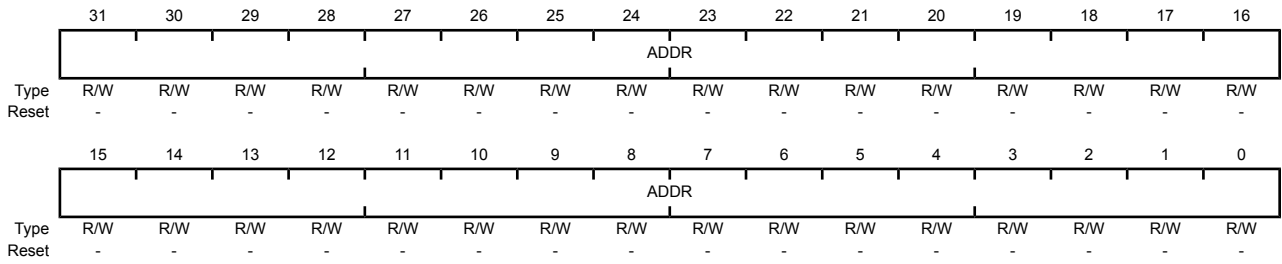 31 30 29 28 27 26 25 24 23 22 21 20 19 18 17 16
ADDR
Type R/W R/W R/W R/W R/W R/W R/W R/W R/W R/W R/W R/W R/W R/W R/W R/W
Reset - - - - - - - - - - - - - - - -
15 14 13 12 11 10 9 8 7 6 5 4 3 2 1 0
ADDR
Type R/W R/W R/W R/W R/W R/W R/W R/W R/W R/W R/W R/W R/W R/W R/W R/W
Reset - - - - - - - - - - - - - - - -